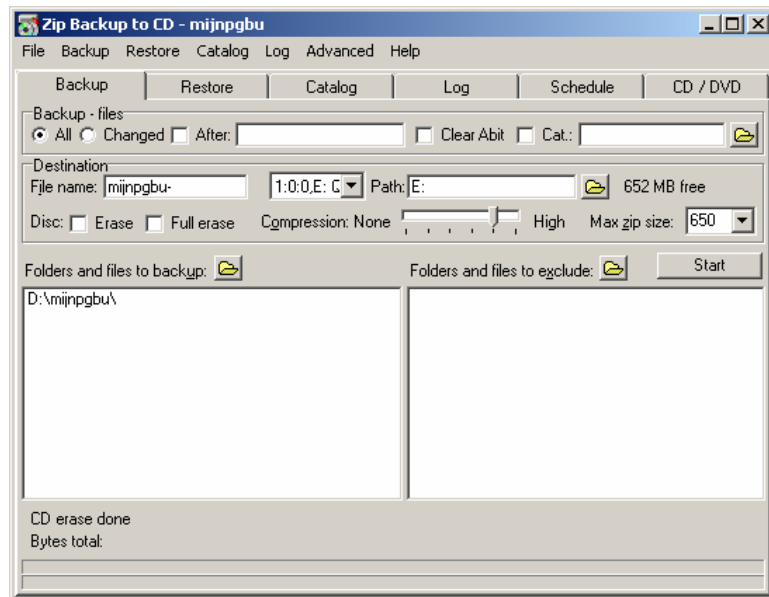 Zip Backup to CD - mijnpgbu
File Backup Restore Catalog Log Advanced Help
Backup Restore Catalog Log Schedule CD / DVD
Backup - files
All Changed After: Clear Abit Cat.:
Destination
File name: mijnpgbu- 1:0:0,E: Path: E: 652 MB free
Disc: Erase Full erase Compression: None High Max zip size: 650
Folders and files to backup: Folders and files to exclude: Start
D:\mijnpgbu\
CD erase done
Bytes total: